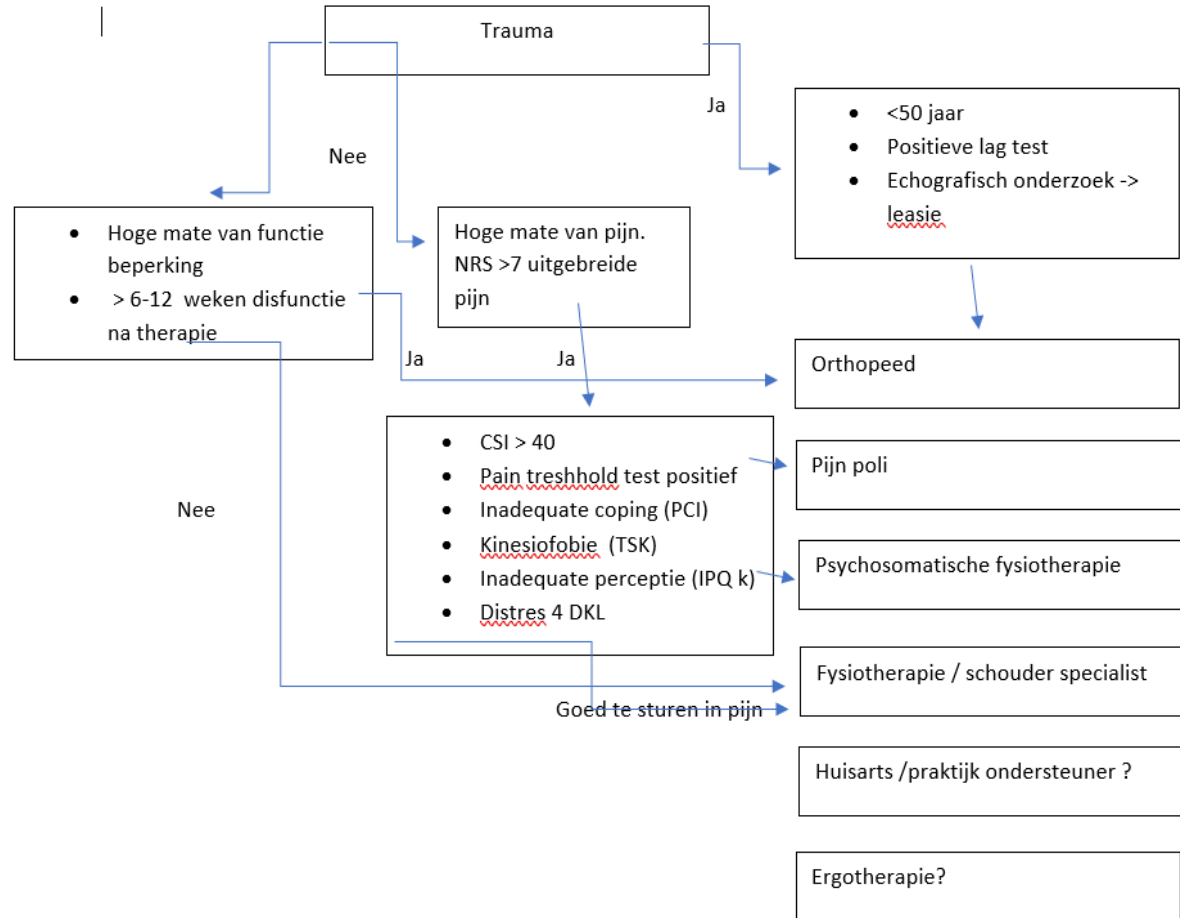 Trauma
Ja
• <50 jaar
• Positieve lag test
• Echografisch onderzoek ->
leasie
Nee
• Hoge mate van functie
beperking
• > 6-12 weken disfunctie
na therapie
Hoge mate van pijn.
NRS >7 uitgebreide
pijn
Ja
Ja
Orthopeed
• CSI > 40
• Pain treshhold test positief
• Inadequate coping (PCI)
• Kinesiofobie (TSK)
• Inadequate perceptie (IPQ k)
• Distres 4 DKL
Pijn poli
Nee
Psychosomatische fysiotherapie
Fysiotherapie / schouder specialist
Goed te sturen in pijn
Huisarts /praktijk ondersteuner ?
Ergotherapie?